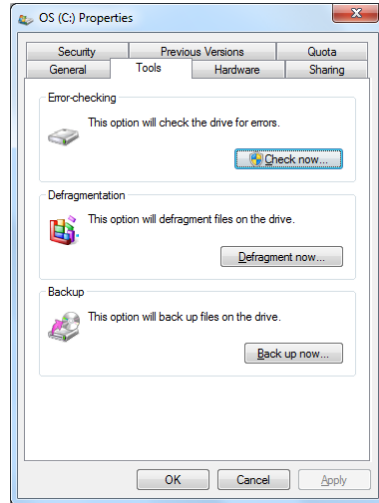 OS (C:) Properties
Security Previous Versions Quota
General Tools Hardware Sharing
Error-checking
This option will check the drive for errors.
Check now...
Defragmentation
This option will defragment files on the drive.
Defragment now...
Backup
This option will back up files on the drive.
Back up now...
OK Cancel Apply